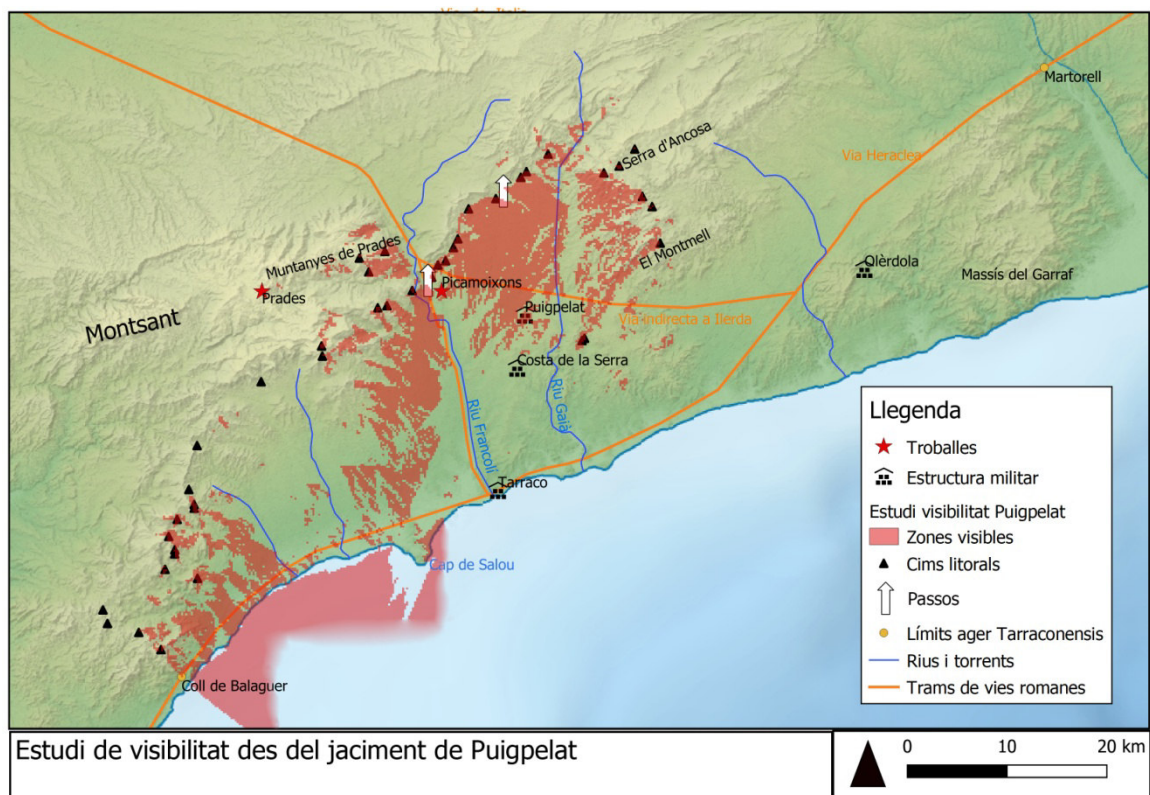 Martorell
Serra d'Ancosa
Via Heraclea
Muntanyes de Prades
El Montmell
Olèrdola
Massís del Garraf
Prades
Picamoixons
Montsant
Puigpelat
Via Indirecta a Ilerda
Costa de la Serra
Riu Francolí
Riu Gaià
Tarraco
Cap de Salou
Coll de Balaguer
Llegenda
Troballes
Estructura militar
Estudi visibilitat Puigpelat
Zones visibles
Cims litorals
Passos
Límits ager Tarraconensis
Rius i torrents
Trams de vies romanes
Estudi de visibilitat des del jaciment de Puigpelat
0 10 20 km